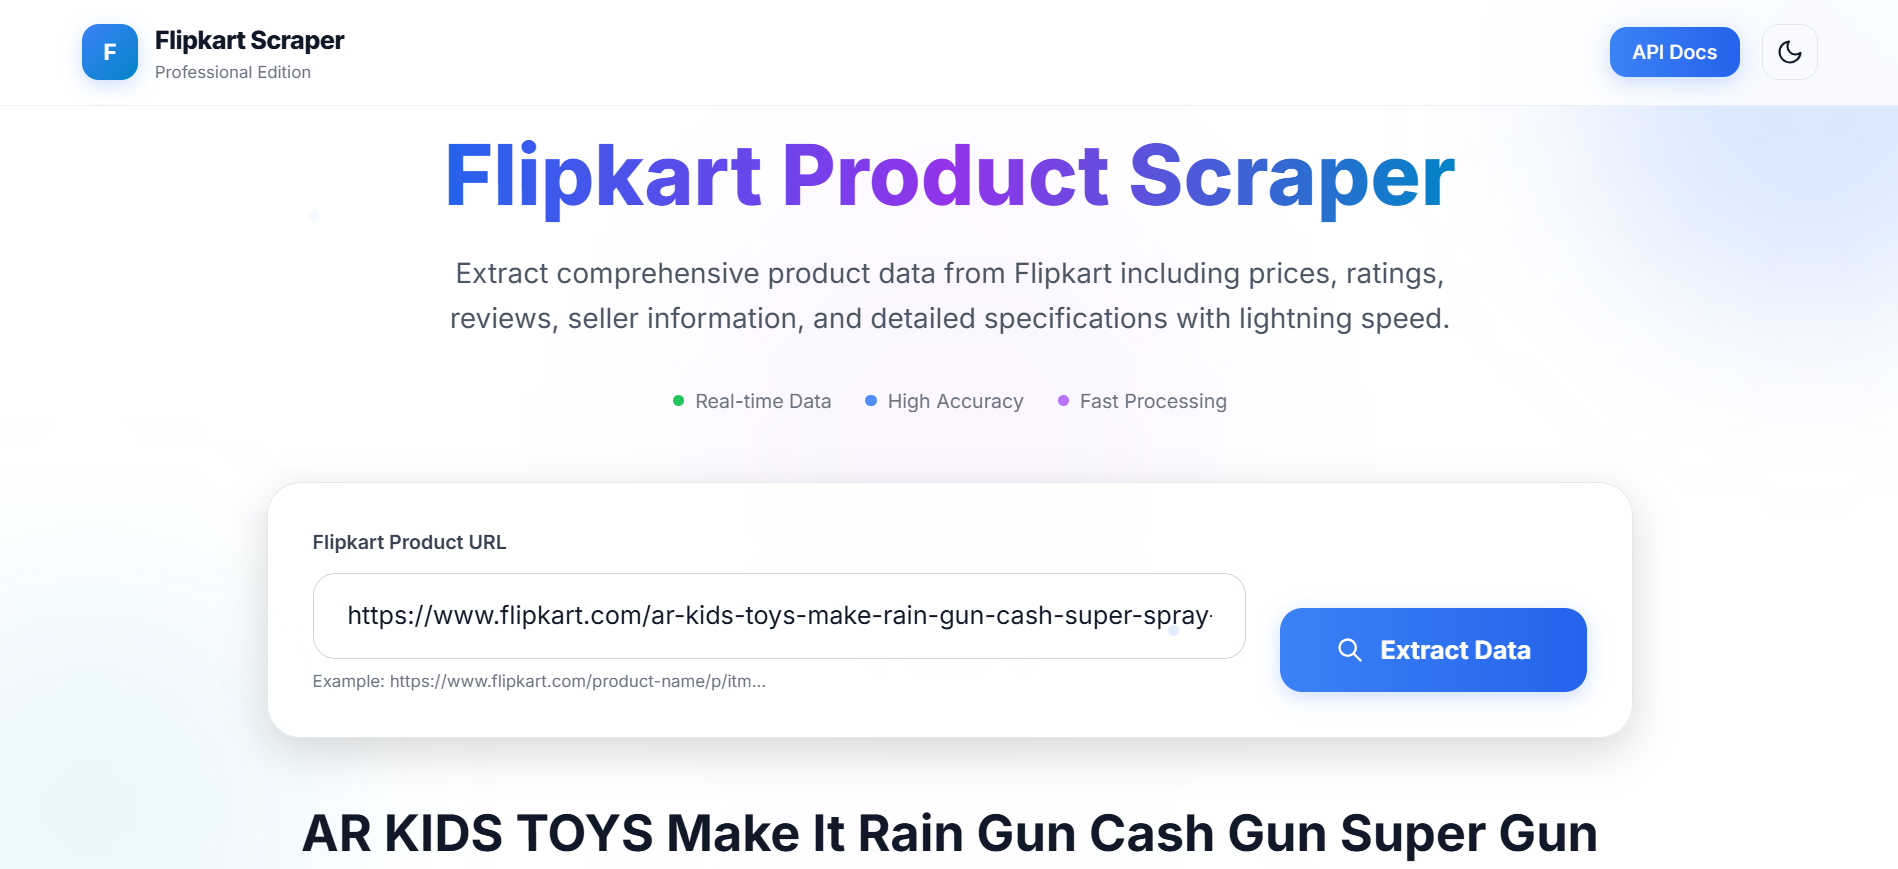 F
Flipkart Scraper
Professional Edition
API Docs
Flipkart Product Scraper
Extract comprehensive product data from Flipkart including prices, ratings,
reviews, seller information, and detailed specifications with lightning speed.
Real-time Data
High Accuracy
Fast Processing
Flipkart Product URL
https://www.flipkart.com/ar-kids-toys-make-rain-gun-cash-super-spray-
Extract Data
Example: https://www.flipkart.com/product-name/p/itm...
AR KIDS TOYS Make It Rain Gun Cash Gun Super Gun